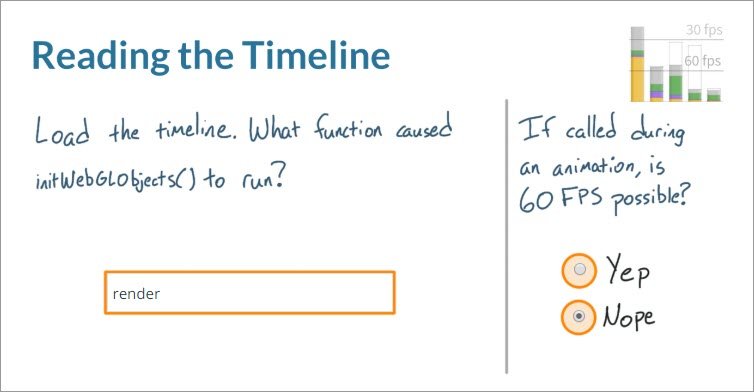 Reading the Timeline
30 fps
60 fps
Load the timeline. What function caused
initWebGLObjects() to run?
render
If called during
an animation, is
60 FPS possible?
Yep
Nope